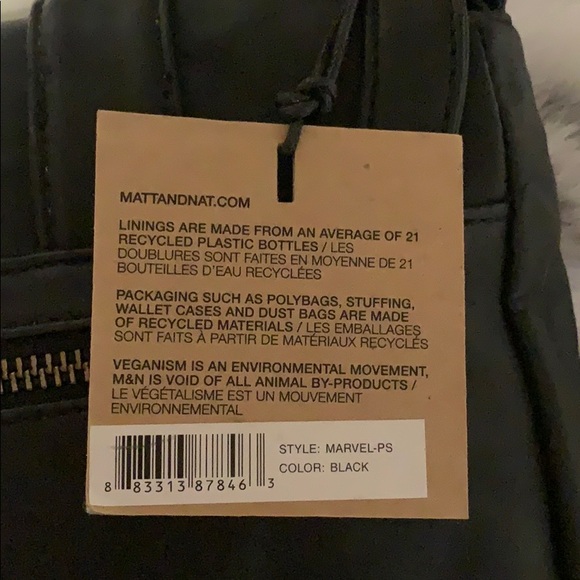 MATTANDNAT.COM
LININGS ARE MADE FROM AN AVERAGE OF 21
RECYCLED PLASTIC BOTTLES / LES
DOUBLURES SONT FAITES EN MOYENNE DE 21
BOUTEILLES D'EAU RECYCLÉES
PACKAGING SUCH AS POLYBAGS, STUFFING,
WALLET CASES AND DUST BAGS ARE MADE
OF RECYCLED MATERIALS / LES EMBALLAGES
SONT FAITS À PARTIR DE MATÉRIAUX RECYCLÉS
VEGANISM IS AN ENVIRONMENTAL MOVEMENT,
M&N IS VOID OF ALL ANIMAL BY-PRODUCTS /
LE VÉGÉTALISME EST UN MOUVEMENT
ENVIRONNEMENTAL
STYLE: MARVEL-PS
COLOR: BLACK
8 83313 87846 3